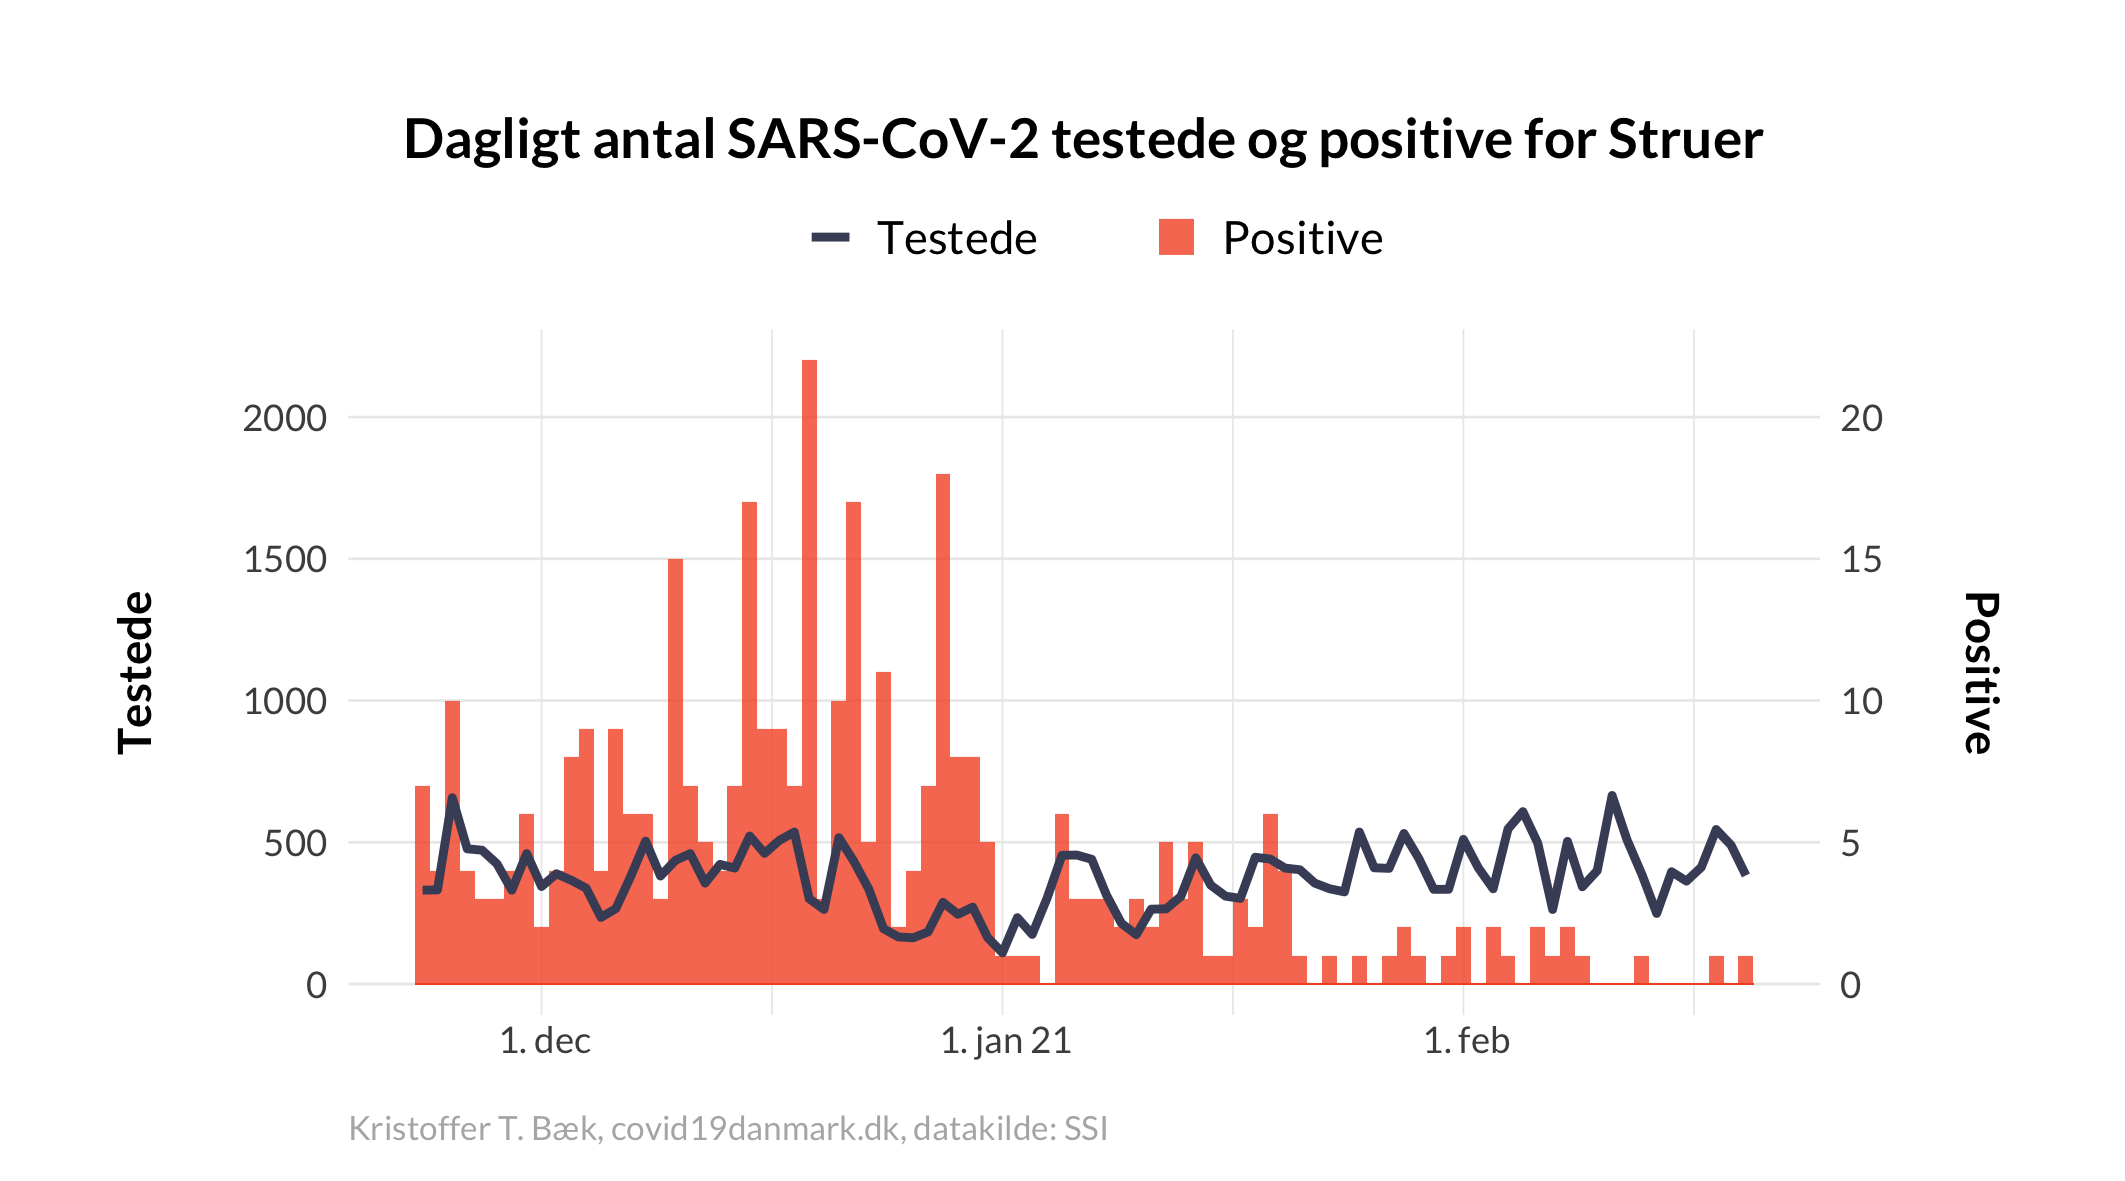 Dagligt antal SARS-CoV-2 testede og positive for Struer
Testede Positive
2000 20
1500 15
1000 10
500 5
0 0
Testede
Positive
1. dec 1. jan 21 1. feb
Kristoffer T. Bæk, covid19danmark.dk, datakilde: SSI